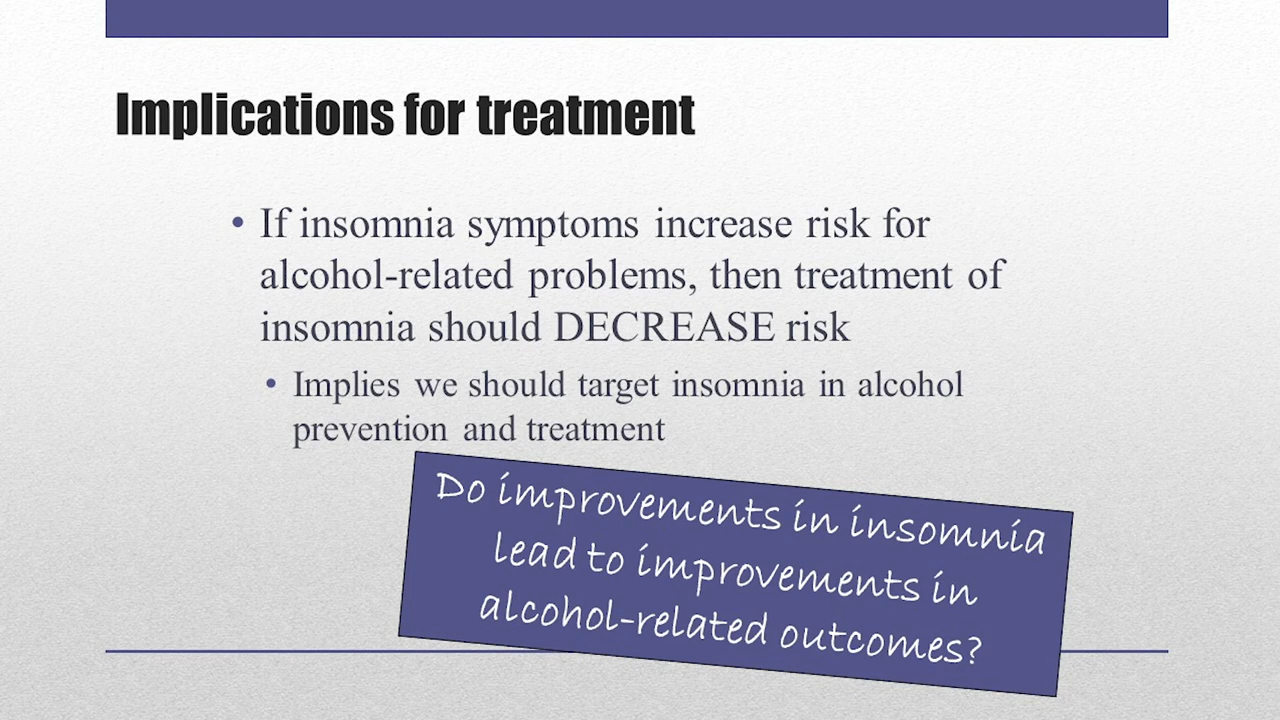 Implications for treatment
• If insomnia symptoms increase risk for
alcohol-related problems, then treatment of
insomnia should DECREASE risk
• Implies we should target insomnia in alcohol
prevention and treatment
Do improvements in insomnia
lead to improvements in
alcohol-related outcomes?